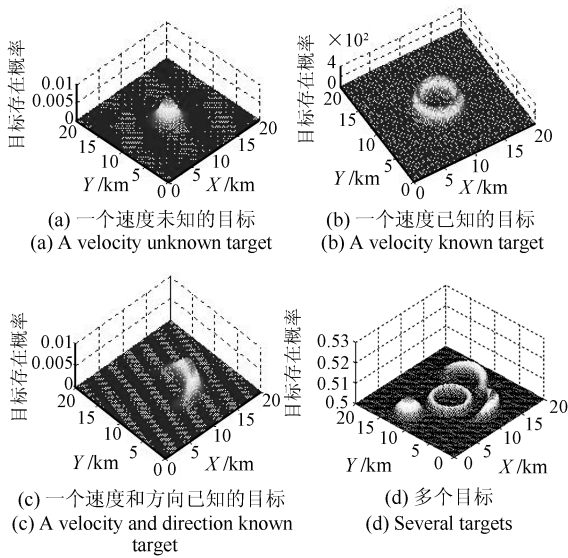 目标存在概率
0.01
0.005
0
20
15
10
5
0
Y /km
0
5
10
15
20
X /km
(a) 一个速度未知的目标
(a) A velocity unknown target
目标存在概率
×10²
4
0
20
15
10
5
0
Y /km
0
5
10
15
20
X /km
(b) 一个速度已知的目标
(b) A velocity known target
目标存在概率
0.01
0.005
0
20
15
10
5
0
Y /km
0
5
10
15
20
X /km
(c) 一个速度和方向已知的目标
(c) A velocity and direction known
target
目标存在概率
0.53
0.52
0.51
0.5
20
15
10
5
0
Y /km
0
5
10
15
20
X /km
(d) 多个目标
(d) Several targets